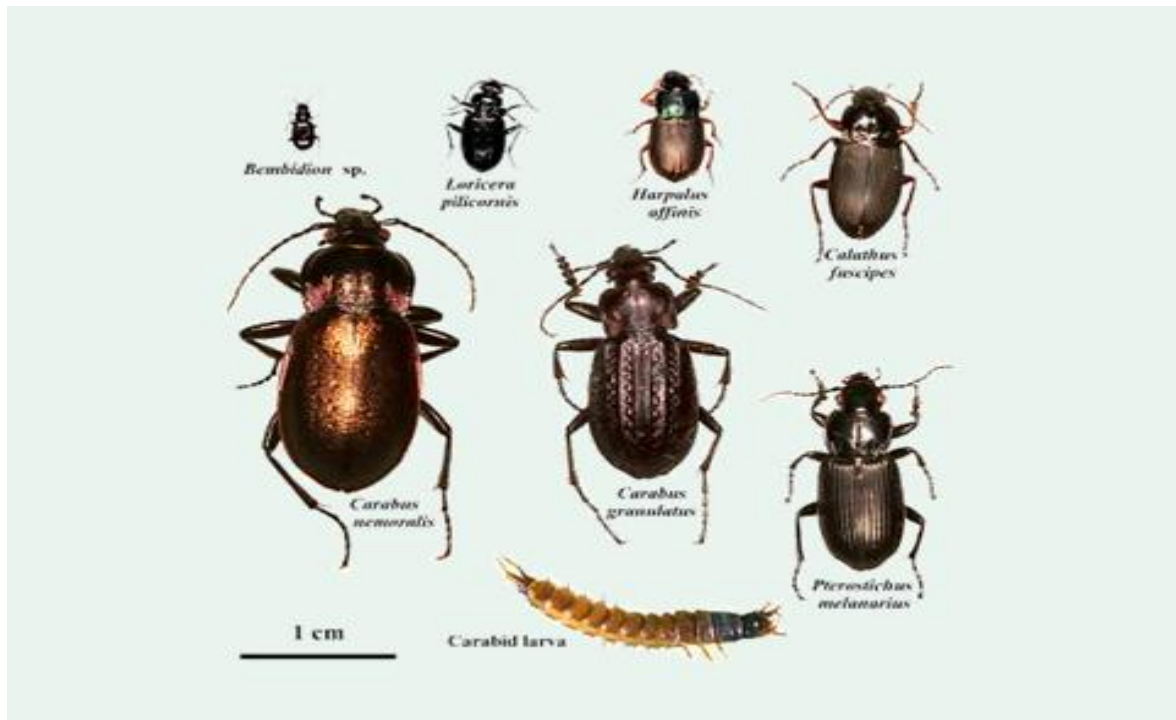 Bembidion sp.
Loricera
pilicornis
Harpalus
affinis
Calathus
fuscipes
Carabus
nemoralis
Carabus
granulatus
Pterostichus
melanarius
Carabid larva
1 cm